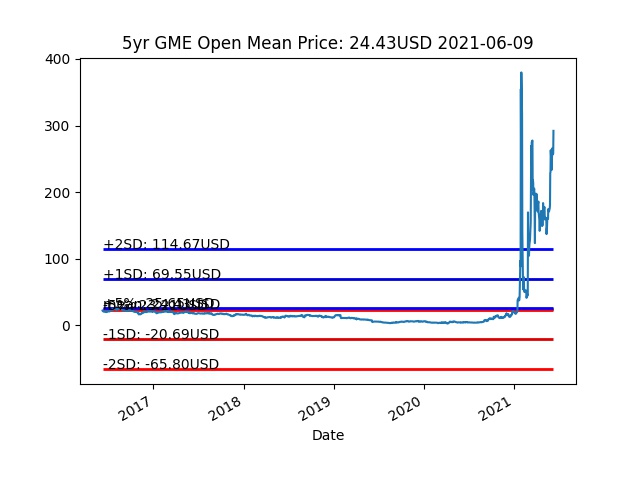 5yr GME Open Mean Price: 24.43USD 2021-06-09
400
300
200
100
0
+2SD: 114.67USD
+1SD: 69.55USD
-1SD: -20.69USD
-2SD: -65.80USD
2017
2018
2019
2020
2021
Date